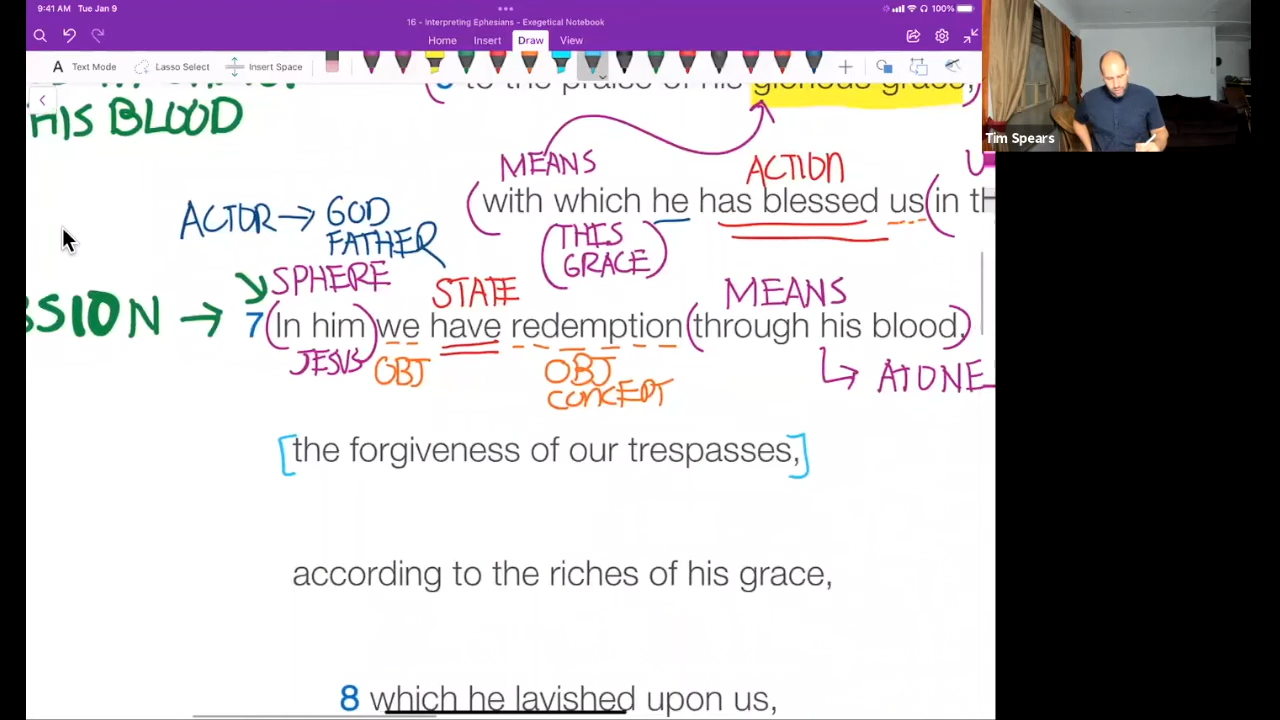 9:41 AM Tue Jan 9
100%
16 - Interpreting Ephesians - Exegetical Notebook
Home Insert Draw View
A Text Mode Lasso Select Insert Space
to the praise of his glorious grace,
HIS BLOOD
Tim Spears
MEANS
ACTION
(with which he has blessed us (in th
ACTOR → GOD
FATHER
(THIS
GRACE)
SPHERE
STATE
MEANS
SSION → 7 (In him) we have redemption (through his blood,)
JESUS
OBJ
OBJ
CONCEPT
ATONE
[the forgiveness of our trespasses,]
according to the riches of his grace,
8 which he lavished upon us,